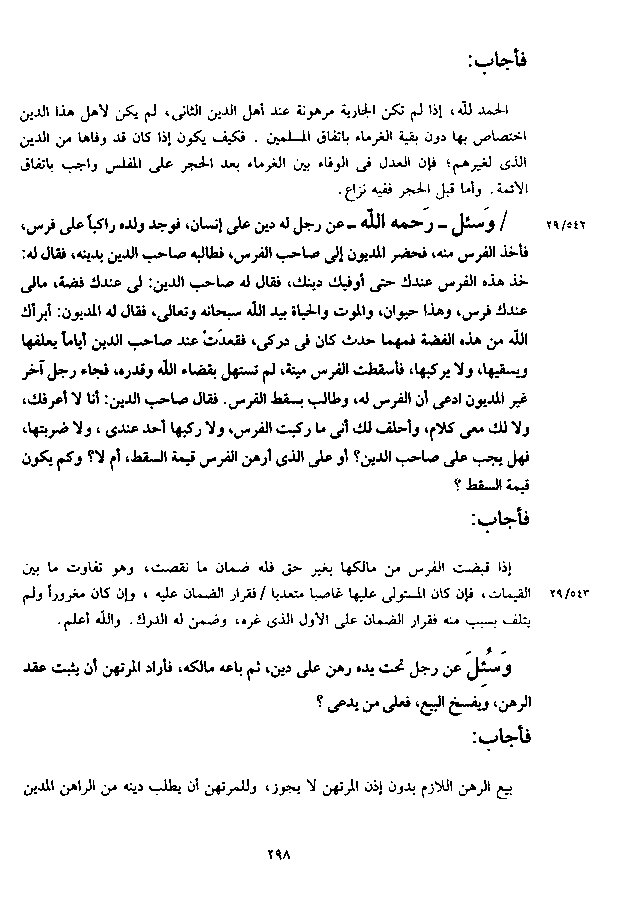 فأجاب:
الحمد لله، إذا لم تكن الجارية مرهونة عند أهل الدين الثانى، لم يكن لأهل هذا الدين
اختصاص بها دون بقية الغرماء باتفاق المسلمين . فكيف يكون إذا كان قد وفاها من الدين
الذى لغيرهم؛ فإن العدل فى الوفاء بين الغرماء بعد الحجر على المفلس واجب باتفاق
الأئمة. وأما قبل الحجر ففيه نزاع.
٢٩/٥٤٢ / وَسئل ـ رَحمه الله ـ عن رجل له دين على إنسان، فوجد ولده راكباً على فرس،
فأخذ الفرس منه، فحضر المديون إلى صاحب الفرس، فطالبه صاحب الدين بدينه، فقال له:
خذ هذه الفرس عندك حتى أوفيك دينك، فقال له صاحب الدين: لى عندك فضة، مالى
عندك فرس، وهذا حيوان، والموت والحياة بيد الله سبحانه وتعالى، فقال له المديون: أبرأك
الله من هذه الفضة فمهما حدث كان فى دركى، فقعدَتْ عند صاحب الدين أياماً يعلفها
ويسقيها، ولا يركبها، فأسقطت الفرس ميتة، لم تستهل بقضاء الله وقدره، فجاء رجل آخر
غير المديون ادعى أن الفرس له، وطالب بسقط الفرس. فقال صاحب الدين: أنا لا أعرفك،
ولا لك معى كلام، وأحلف لك أنى ما ركبت الفرس، ولا ركبها أحد عندى ، ولا ضربتها،
فهل يجب على صاحب الدين؟ أو على الذى أرهن الفرس قيمة السقط، أم لا؟ وكم يكون
قيمة السقط ؟
فأجاب:
إذا قبضت الفرس من مالكها بغير حق فله ضمان ما نقصت، وهو تفاوت ما بين
٢٩/٥٤٣ القيمات، فإن كان المستولى عليها غاصبا متعديا / فقرار الضمان عليه ، وإن كان مغروراً ولم
يتلف بسبب منه فقرار الضمان على الأول الذى غره، وضمن له الدرك. والله أعلم.
وَسُئِلَ عن رجل تحت يده رهن على دين، ثم باعه مالكه، فأراد المرتهن أن يثبت عقد
الرهن، ويفسخ البيع، فعلى من يدعى ؟
فأجاب:
بيع الرهن اللازم بدون إذن المرتهن لا يجوز، وللمرتهن أن يطلب دينه من الراهن المدين
٢٩٨